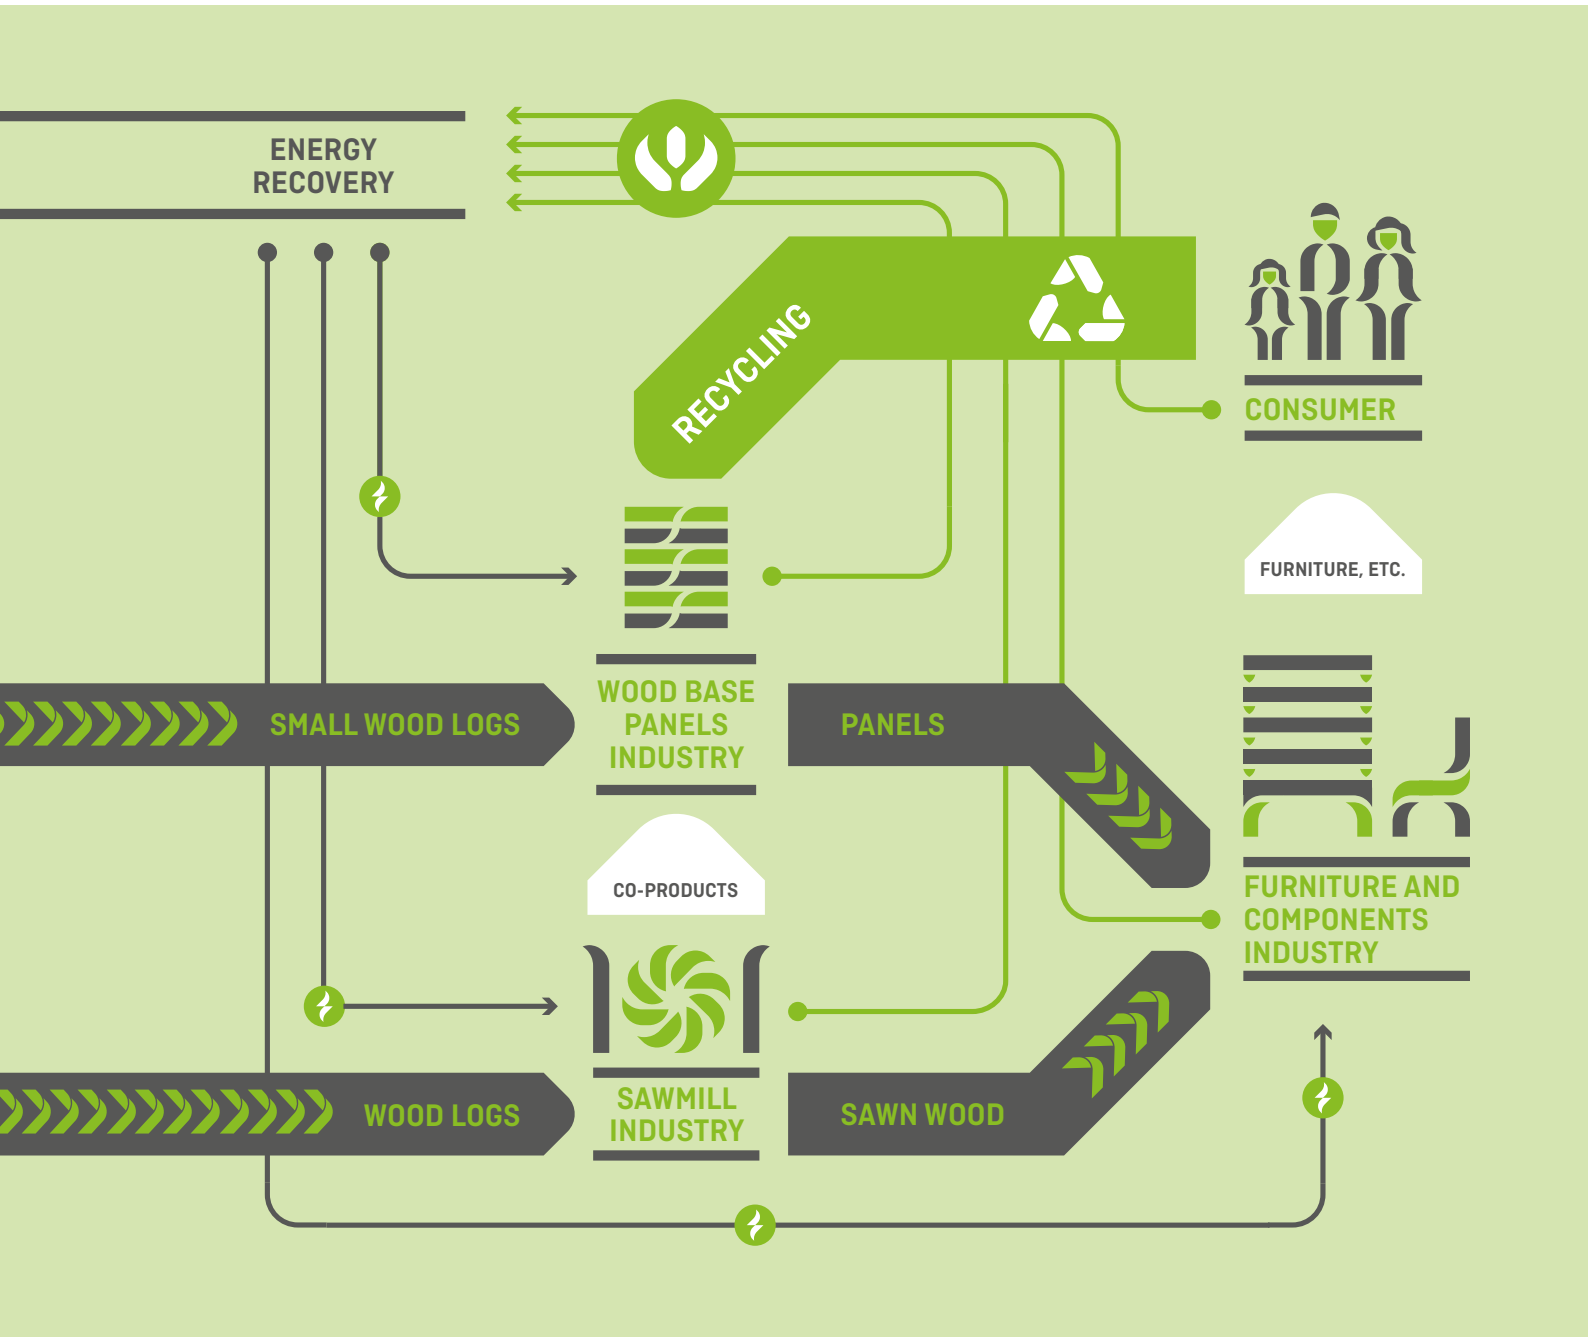 ENERGY
RECOVERY
RECYCLING
CONSUMER
FURNITURE, ETC.
SMALL WOOD LOGS
WOOD BASE
PANELS
INDUSTRY
PANELS
CO-PRODUCTS
FURNITURE AND
COMPONENTS
INDUSTRY
WOOD LOGS
SAWMILL
INDUSTRY
SAWN WOOD